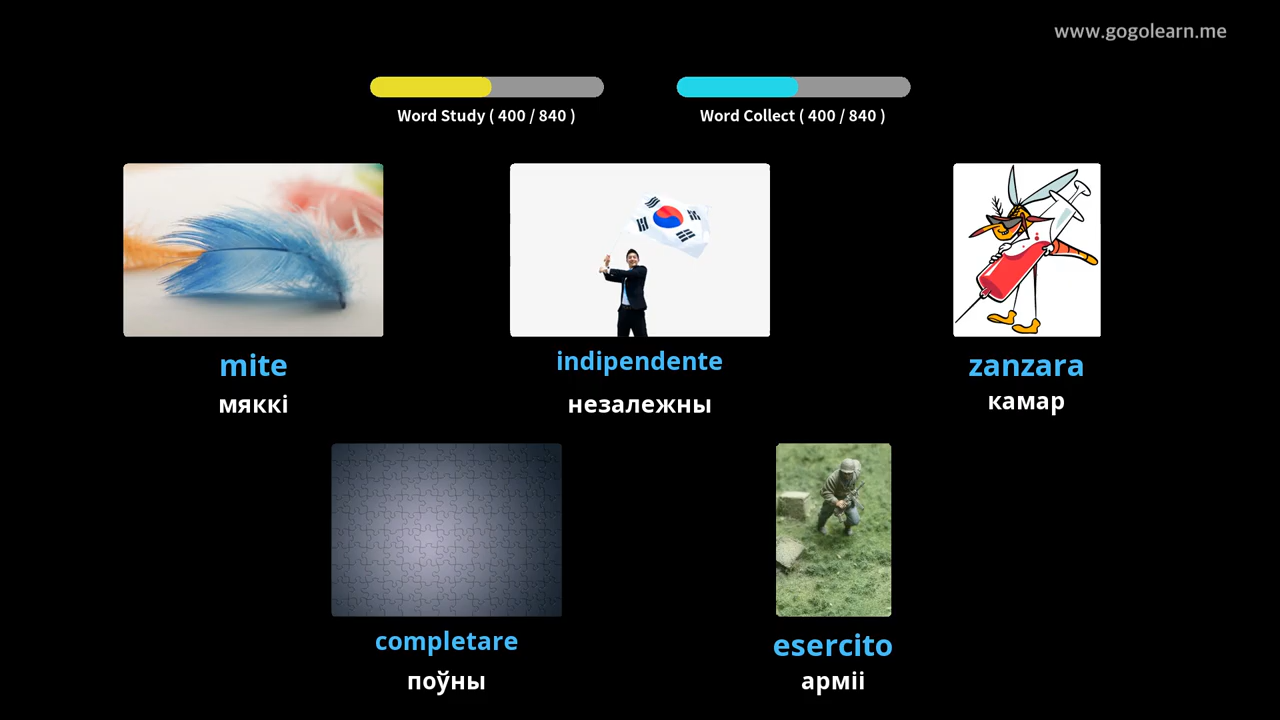 www.gogolearn.me
Word Study ( 400 / 840 )
Word Collect ( 400 / 840 )
mite
мяккі
indipendente
незалежны
zanzara
камар
completare
поўны
esercito
арміі